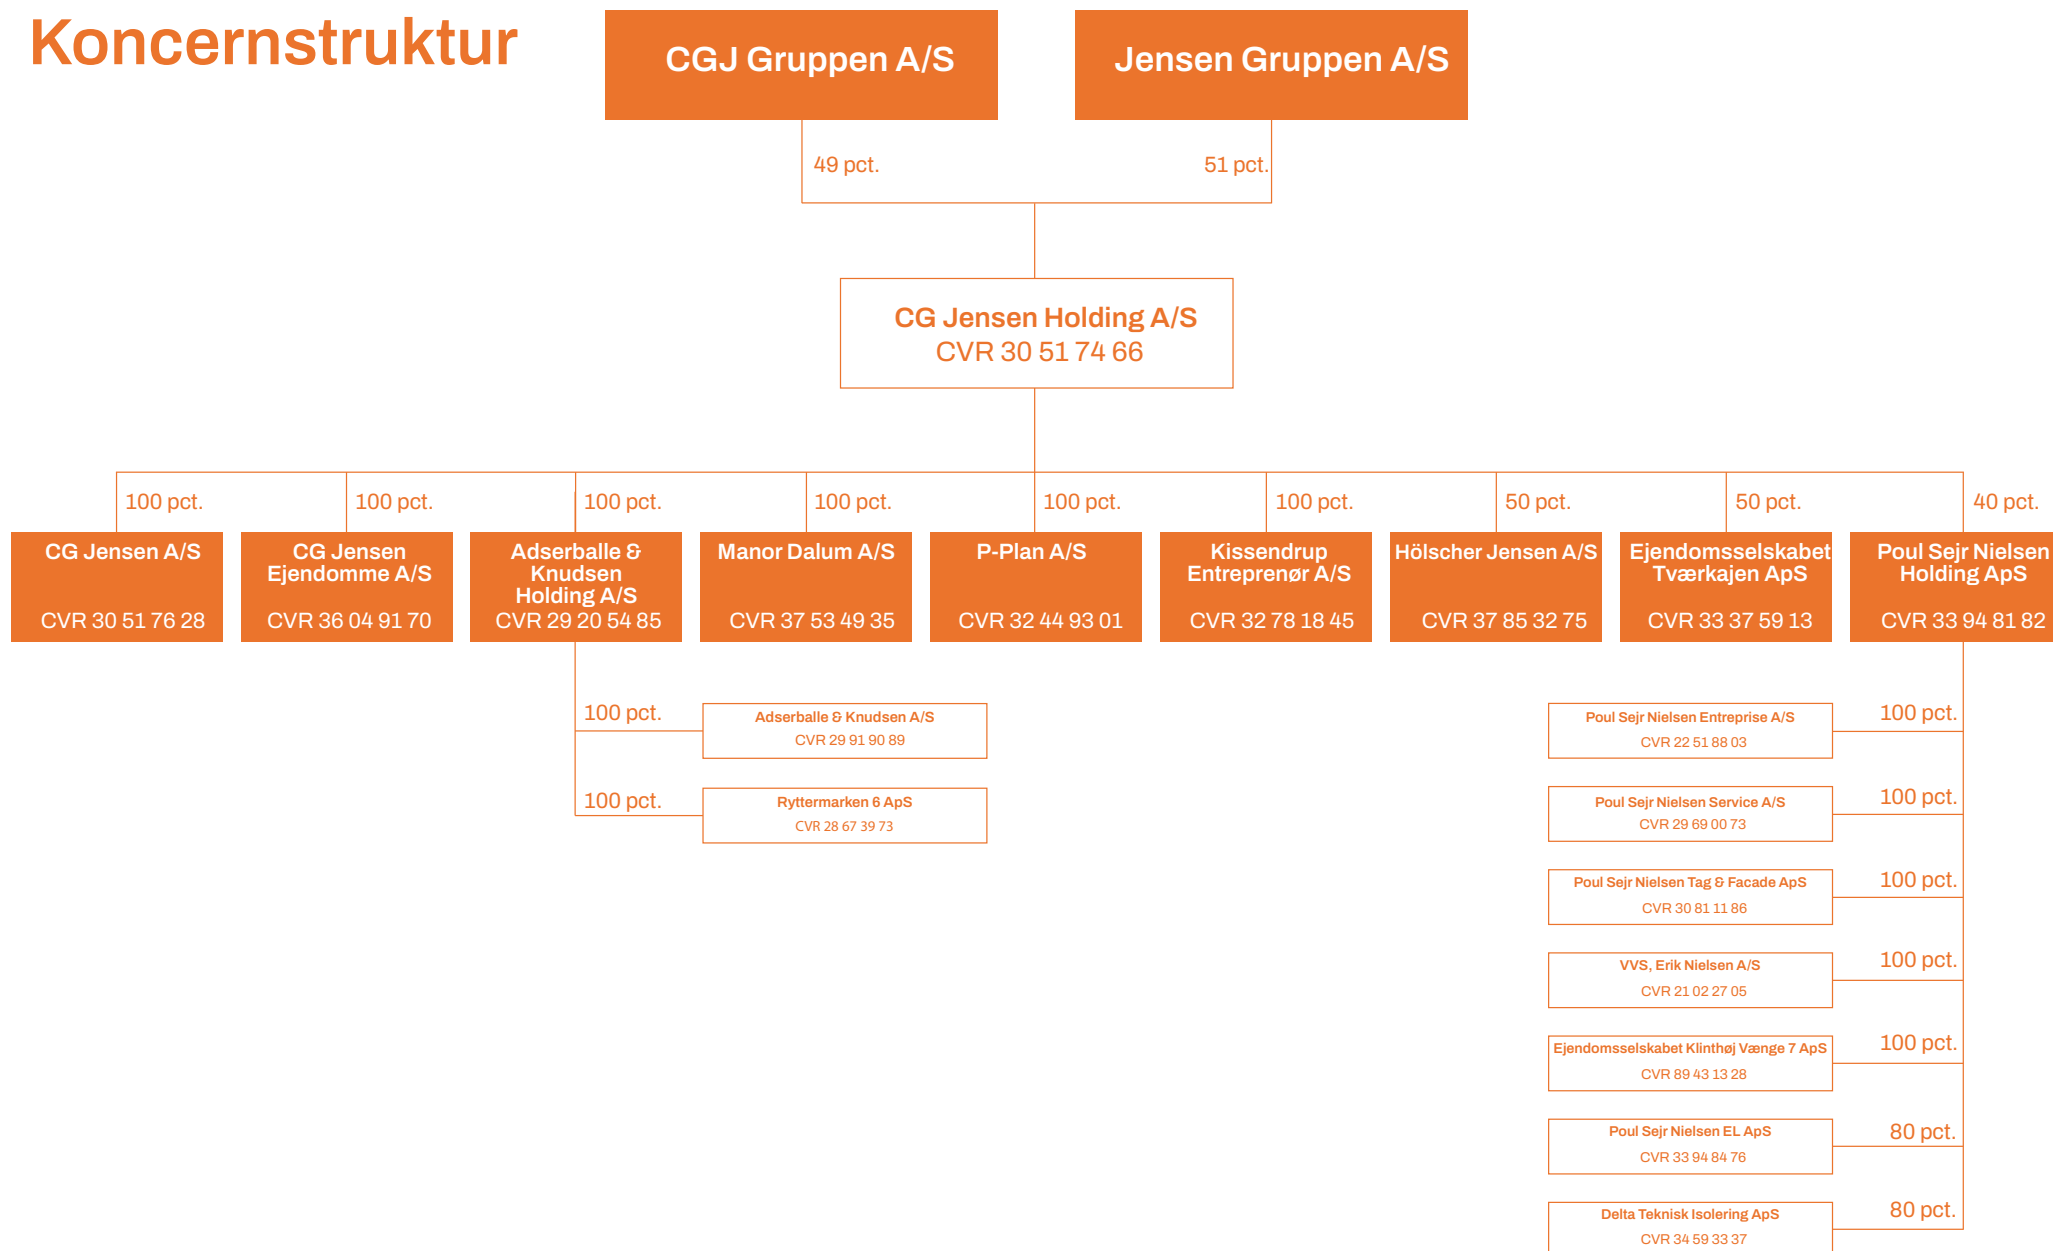 Koncernstruktur
CGJ Gruppen A/S
Jensen Gruppen A/S
49 pct.
51 pct.
CG Jensen Holding A/S
CVR 30 51 74 66
100 pct.
100 pct.
100 pct.
100 pct.
100 pct.
100 pct.
50 pct.
50 pct.
40 pct.
CG Jensen A/S
CVR 30 51 76 28
CG Jensen
Ejendomme A/S
CVR 36 04 91 70
Adserballe &
Knudsen
Holding A/S
CVR 29 20 54 85
Manor Dalum A/S
CVR 37 53 49 35
P-Plan A/S
CVR 32 44 93 01
Kissendrup
Entreprenør A/S
CVR 32 78 18 45
Hölscher Jensen A/S
CVR 37 85 32 75
Ejendomsselskabet
Tværkajen ApS
CVR 33 37 59 13
Poul Sejr Nielsen
Holding ApS
CVR 33 94 81 82
100 pct.
Adserballe & Knudsen A/S
CVR 29 91 90 89
100 pct.
Ryttermarken 6 ApS
CVR 28 67 39 73
Poul Sejr Nielsen Entreprise A/S
CVR 22 51 88 03
100 pct.
Poul Sejr Nielsen Service A/S
CVR 29 69 00 73
100 pct.
Poul Sejr Nielsen Tag & Facade ApS
CVR 30 81 11 86
100 pct.
VVS, Erik Nielsen A/S
CVR 21 02 27 05
100 pct.
Ejendomsselskabet Klinthøj Vænge 7 ApS
CVR 89 43 13 28
100 pct.
Poul Sejr Nielsen EL ApS
CVR 33 94 84 76
80 pct.
Delta Teknisk Isolering ApS
CVR 34 59 33 37
80 pct.